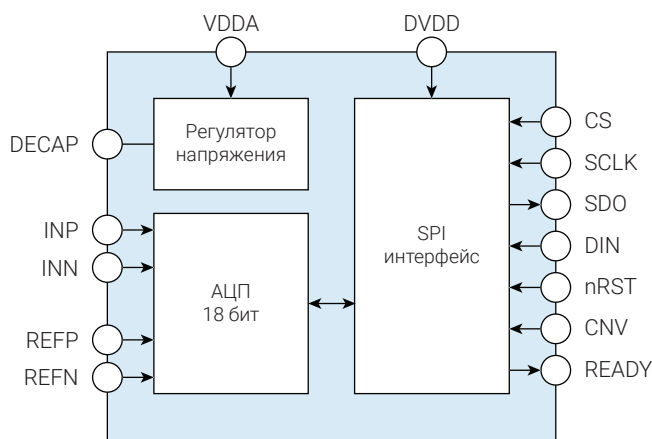 VDDA
DVDD
DECAP
Регулятор
напряжения
INP
INN
REFP
REFN
АЦП
18 бит
SPI
интерфейс
CS
SCLK
SDO
DIN
nRST
CNV
READY